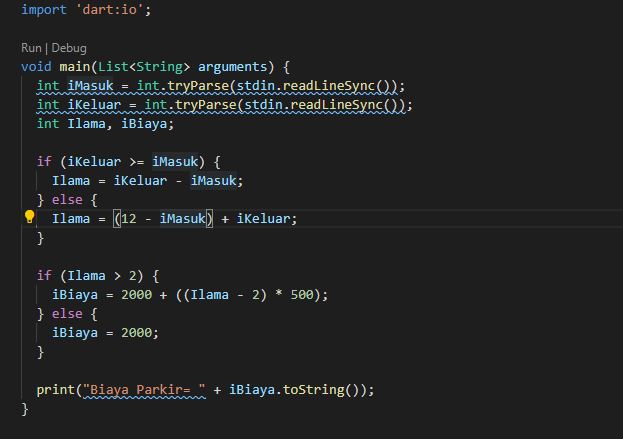 import 'dart:io';
Run | Debug
void main(List<String> arguments) {
int iMasuk = int.tryParse(stdin.readLineSync());
int iKeluar = int.tryParse(stdin.readLineSync());
int Ilama, iBiaya;
if (iKeluar >= iMasuk) {
Ilama = iKeluar - iMasuk;
} else {
Ilama = (12 - iMasuk) + iKeluar;
}
if (Ilama > 2) {
iBiaya = 2000 + ((Ilama - 2) * 500);
} else {
iBiaya = 2000;
}
print("Biaya Parkir= " + iBiaya.toString());
}